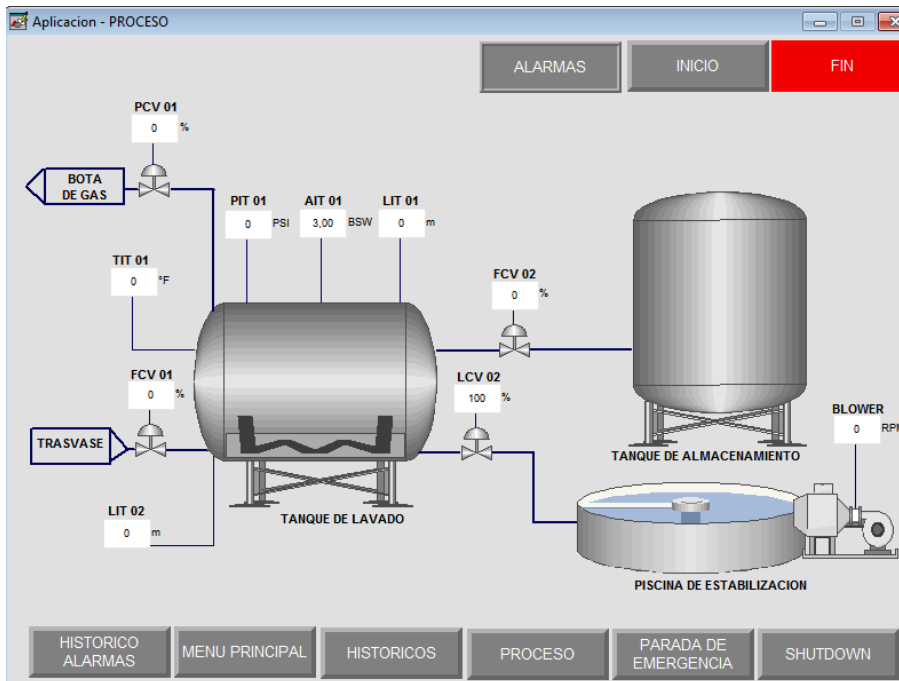 Aplicacion - PROCESO
ALARMAS
INICIO
FIN
PCV 01
0 %
BOTA
DE GAS
PIT 01
0 PSI
AIT 01
3,00 BSW
LIT 01
0 m
TIT 01
0 °F
FCV 02
0 %
FCV 01
0 %
LCV 02
100 %
BLOWER
0 RPM
TRASVASE
TANQUE DE ALMACENAMIENTO
LIT 02
0 m
TANQUE DE LAVADO
PISCINA DE ESTABILIZACION
HISTORICO
ALARMAS
MENU PRINCIPAL
HISTORICOS
PROCESO
PARADA DE
EMERGENCIA
SHUTDOWN